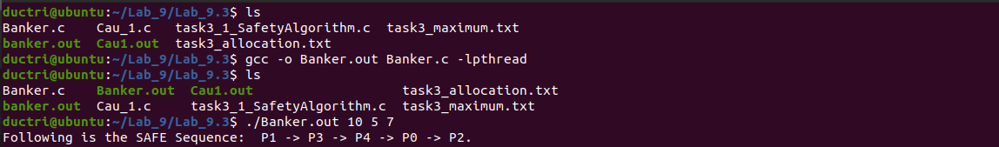 ductri@ubuntu:~/Lab_9/Lab_9.3$ ls
Banker.c    Cau_1.c   task3_1_SafetyAlgorithm.c  task3_maximum.txt
banker.out  Cau1.out  task3_allocation.txt
ductri@ubuntu:~/Lab_9/Lab_9.3$ gcc -o Banker.out Banker.c -lpthread
ductri@ubuntu:~/Lab_9/Lab_9.3$ ls
Banker.c    Banker.out  Cau1.out                   task3_allocation.txt
banker.out  Cau_1.c     task3_1_SafetyAlgorithm.c  task3_maximum.txt
ductri@ubuntu:~/Lab_9/Lab_9.3$ ./Banker.out 10 5 7
Following is the SAFE Sequence:  P1 -> P3 -> P4 -> P0 -> P2.